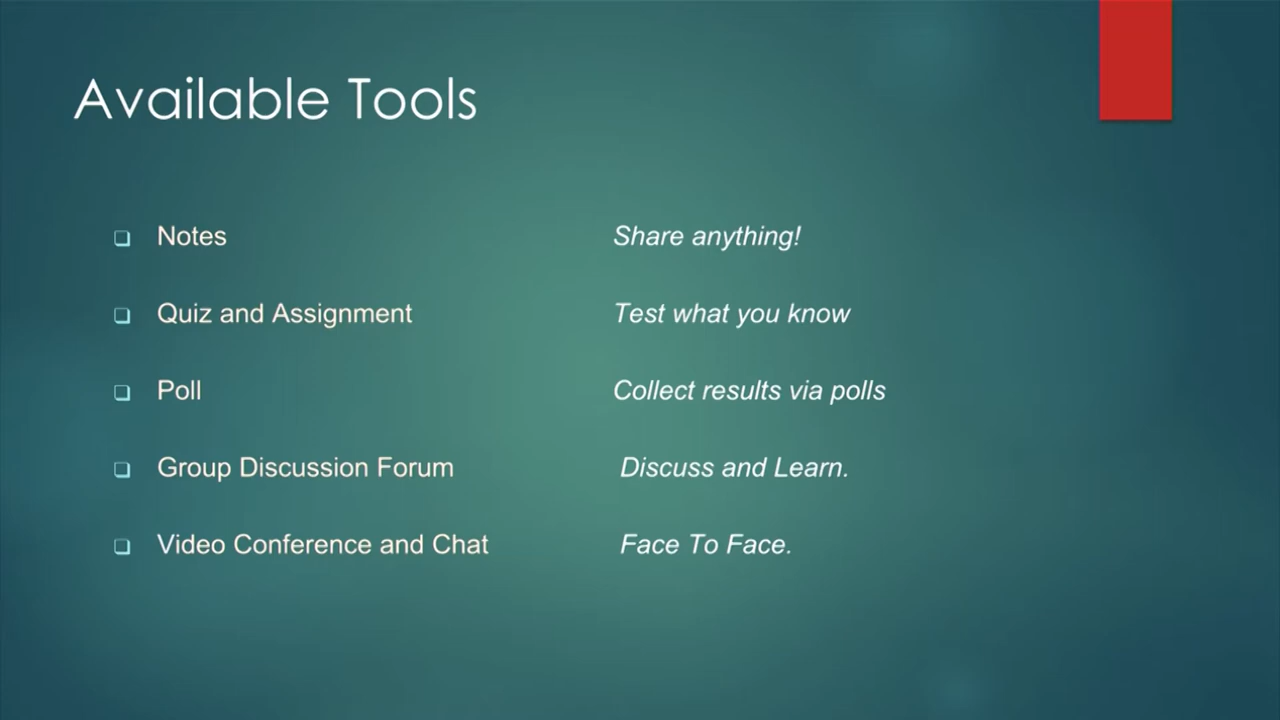 Available Tools
Notes Share anything!
Quiz and Assignment Test what you know
Poll Collect results via polls
Group Discussion Forum Discuss and Learn.
Video Conference and Chat Face To Face.